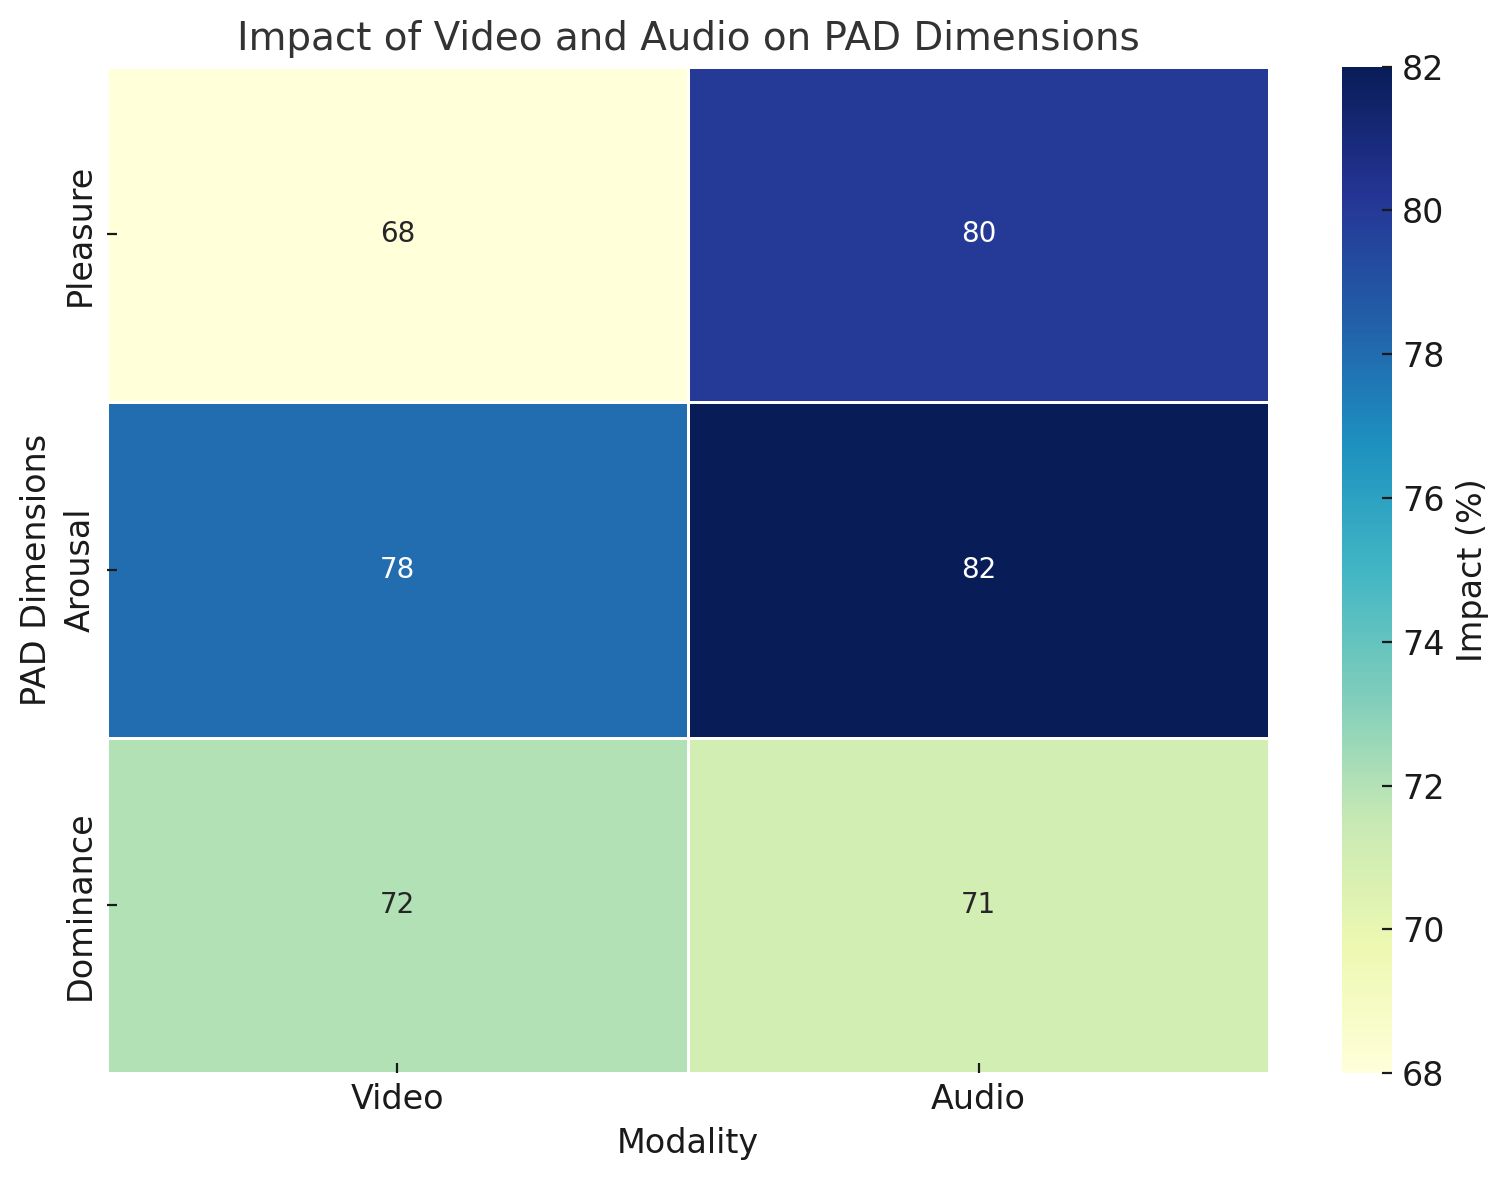 Impact of Video and Audio on PAD Dimensions
PAD Dimensions
Pleasure
68
80
Arousal
78
82
Dominance
72
71
Video
Audio
Modality
82
80
78
76
74
72
70
68
Impact (%)